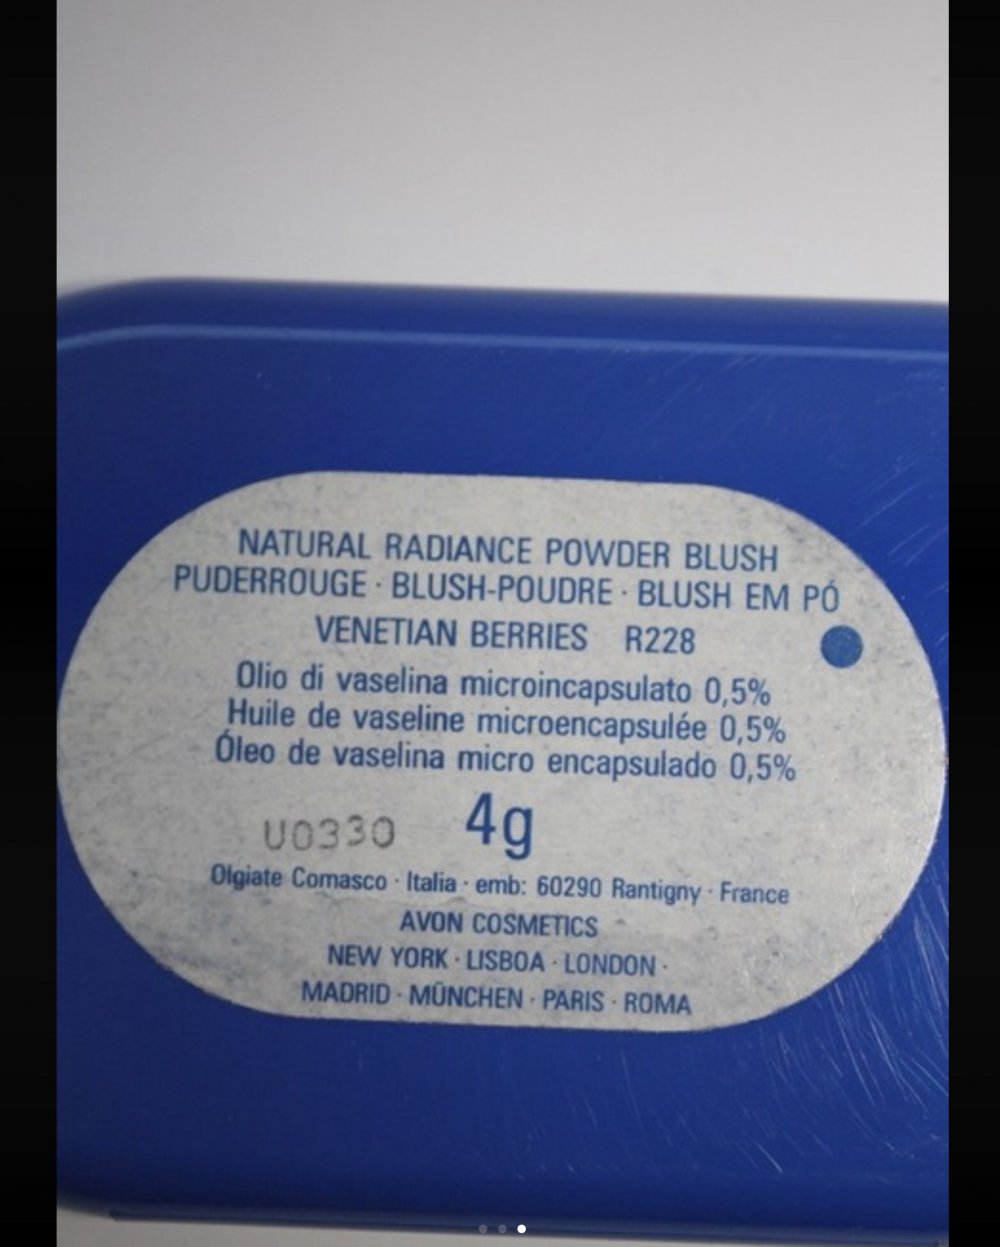 NATURAL RADIANCE POWDER BLUSH
PUDERROUGE · BLUSH-POUDRE · BLUSH EM PÓ
VENETIAN BERRIES R228
Olio di vaselina microincapsulato 0,5%
Huile de vaseline microencapsulée 0,5%
Óleo de vaselina micro encapsulado 0,5%
U0330 4g
Olgiate Comasco · Italia · emb: 60290 Rantigny · France
AVON COSMETICS
NEW YORK · LISBOA · LONDON ·
MADRID · MÜNCHEN · PARIS · ROMA